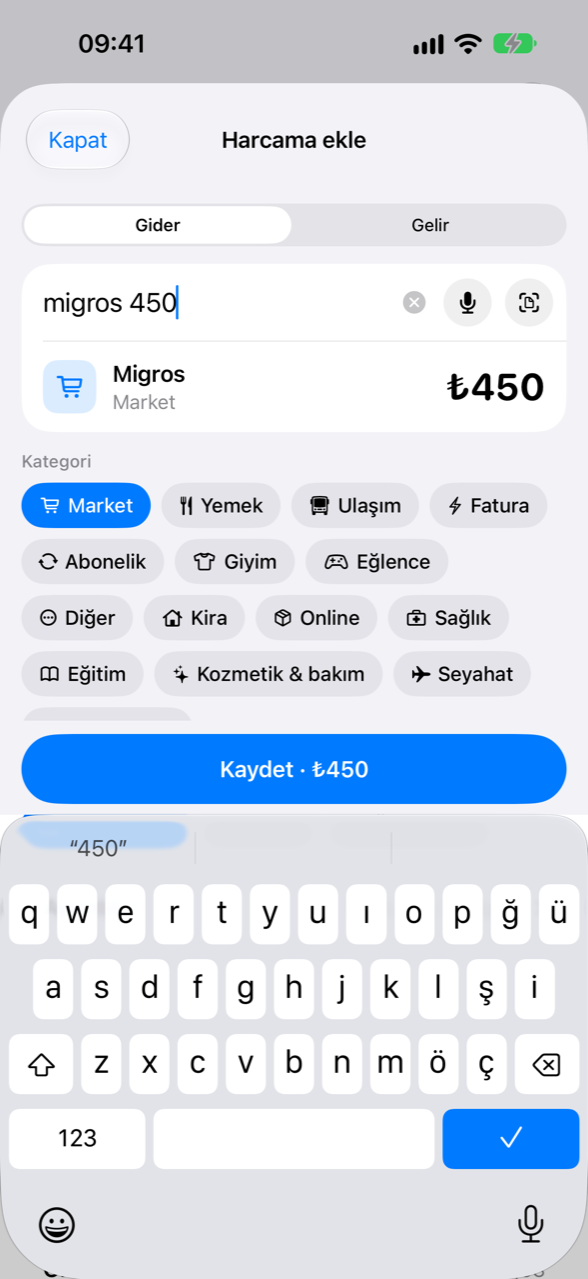 09:41
Kapat
Harcama ekle
Gider
Gelir
migros 450
Migros
Market
₺450
Kategori
Market
Yemek
Ulaşım
Fatura
Abonelik
Giyim
Eğlence
Diğer
Kira
Online
Sağlık
Eğitim
Kozmetik & bakım
Seyahat
Kaydet · ₺450
“450”
q w e r t y u ı o p ğ ü
a s d f g h j k l ş i
z x c v b n m ö ç
123